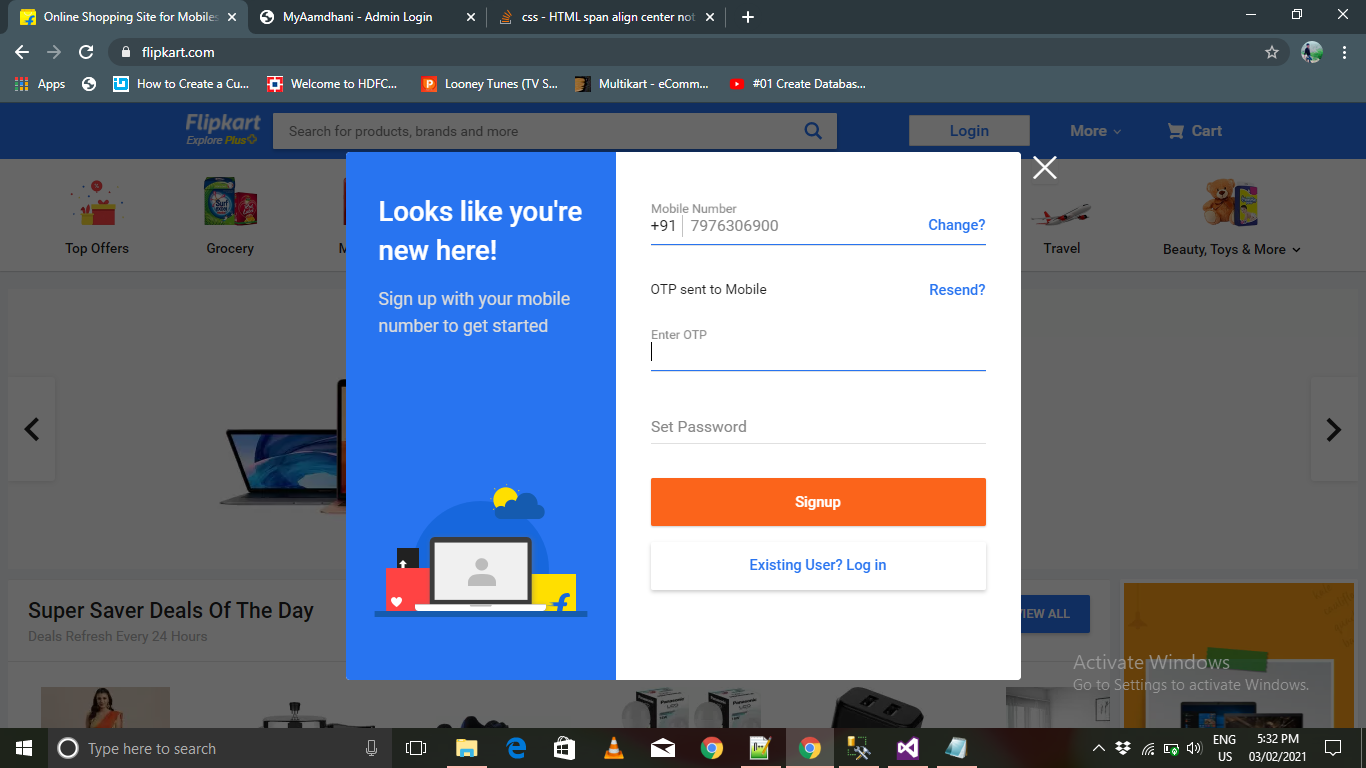 Online Shopping Site for Mobiles
MyAamdhani - Admin Login
css - HTML span align center not
flipkart.com
Apps
How to Create a Cu...
Welcome to HDFC...
Looney Tunes (TV S...
Multikart - eComm...
#01 Create Databas...
Flipkart
Explore Plus
Search for products, brands and more
Login
More
Cart
Top Offers
Grocery
M
Travel
Beauty, Toys & More
Looks like you're
new here!
Sign up with your mobile
number to get started
Mobile Number
+91 7976306900
Change?
OTP sent to Mobile
Resend?
Enter OTP
Set Password
Signup
Existing User? Log in
Super Saver Deals Of The Day
Deals Refresh Every 24 Hours
IEW ALL
Activate Windows
Go to Settings to activate Windows.
Type here to search
ENG
US
5:32 PM
03/02/2021